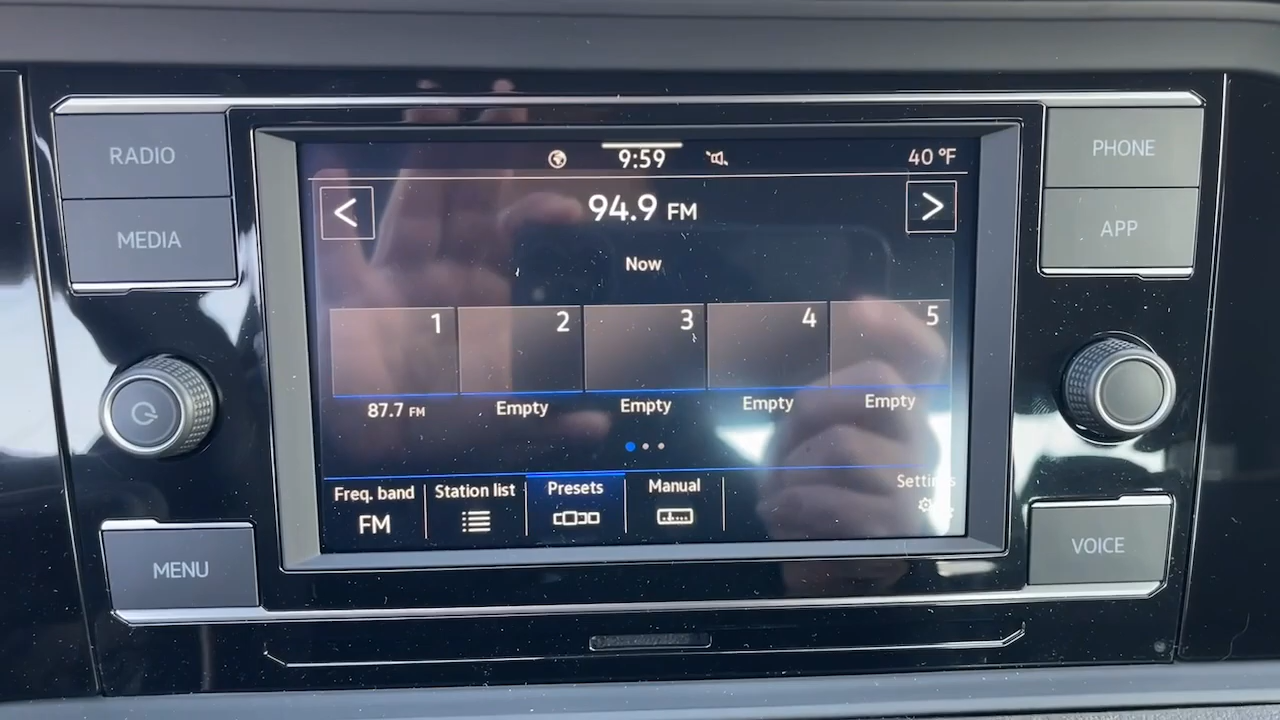 RADIO
MEDIA
MENU
9:59
40 °F
94.9 FM
Now
1 2 3 4 5
87.7 FM Empty Empty Empty Empty
Freq. band Station list Presets Manual Settings
FM
PHONE
APP
VOICE